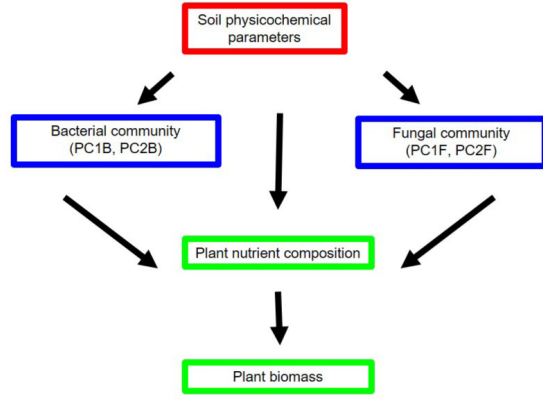 Soil physicochemical
parameters
Bacterial community
(PC1B, PC2B)
Fungal community
(PC1F, PC2F)
Plant nutrient composition
Plant biomass